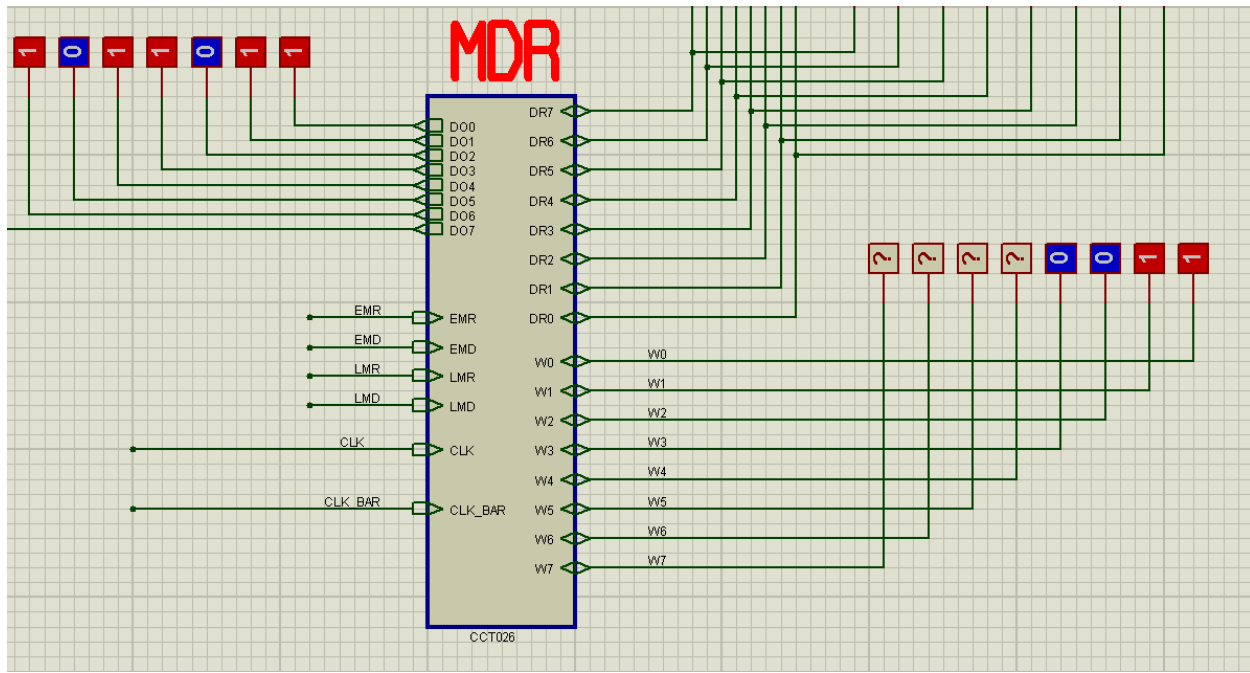 MDR
1 0 1 1 0 1 1
DO0
DO1
DO2
DO3
DO4
DO5
DO6
DO7
DR7
DR6
DR5
DR4
DR3
DR2
DR1
DR0
? ? ? ? 0 0 1 1
EMR EMR
EMD EMD
LMR LMR
LMD LMD
CLK CLK
CLK_BAR CLK_BAR
W0 W0
W1 W1
W2 W2
W3 W3
W4 W4
W5 W5
W6 W6
W7 W7
CCT026